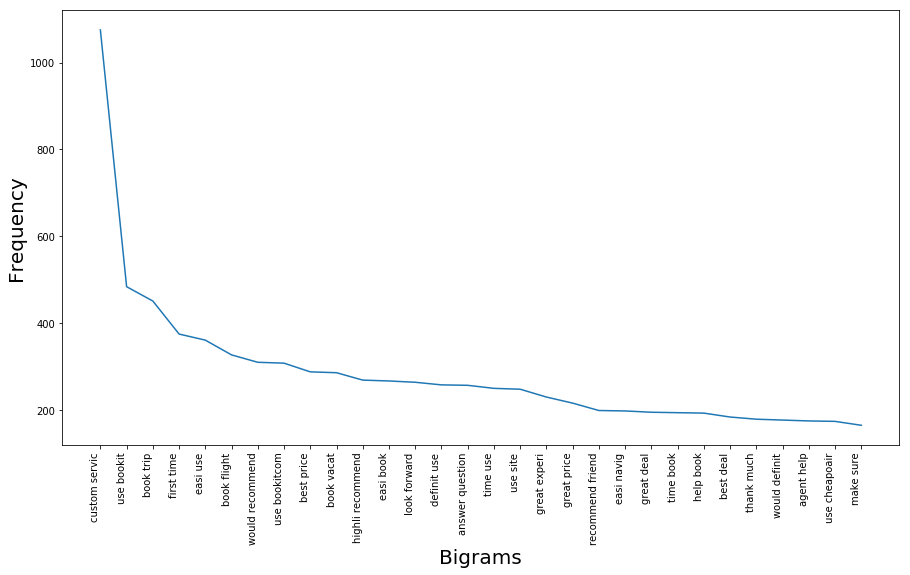 1000
800
600
400
200
Frequency
custom servic
use bookit
book trip
first time
easi use
book flight
would recommend
use bookitcom
best price
book vacat
highli recommend
easi book
look forward
definit use
answer question
time use
use site
great experi
great price
recommend friend
easi navig
great deal
time book
help book
best deal
thank much
would definit
agent help
use cheapoair
make sure
Bigrams